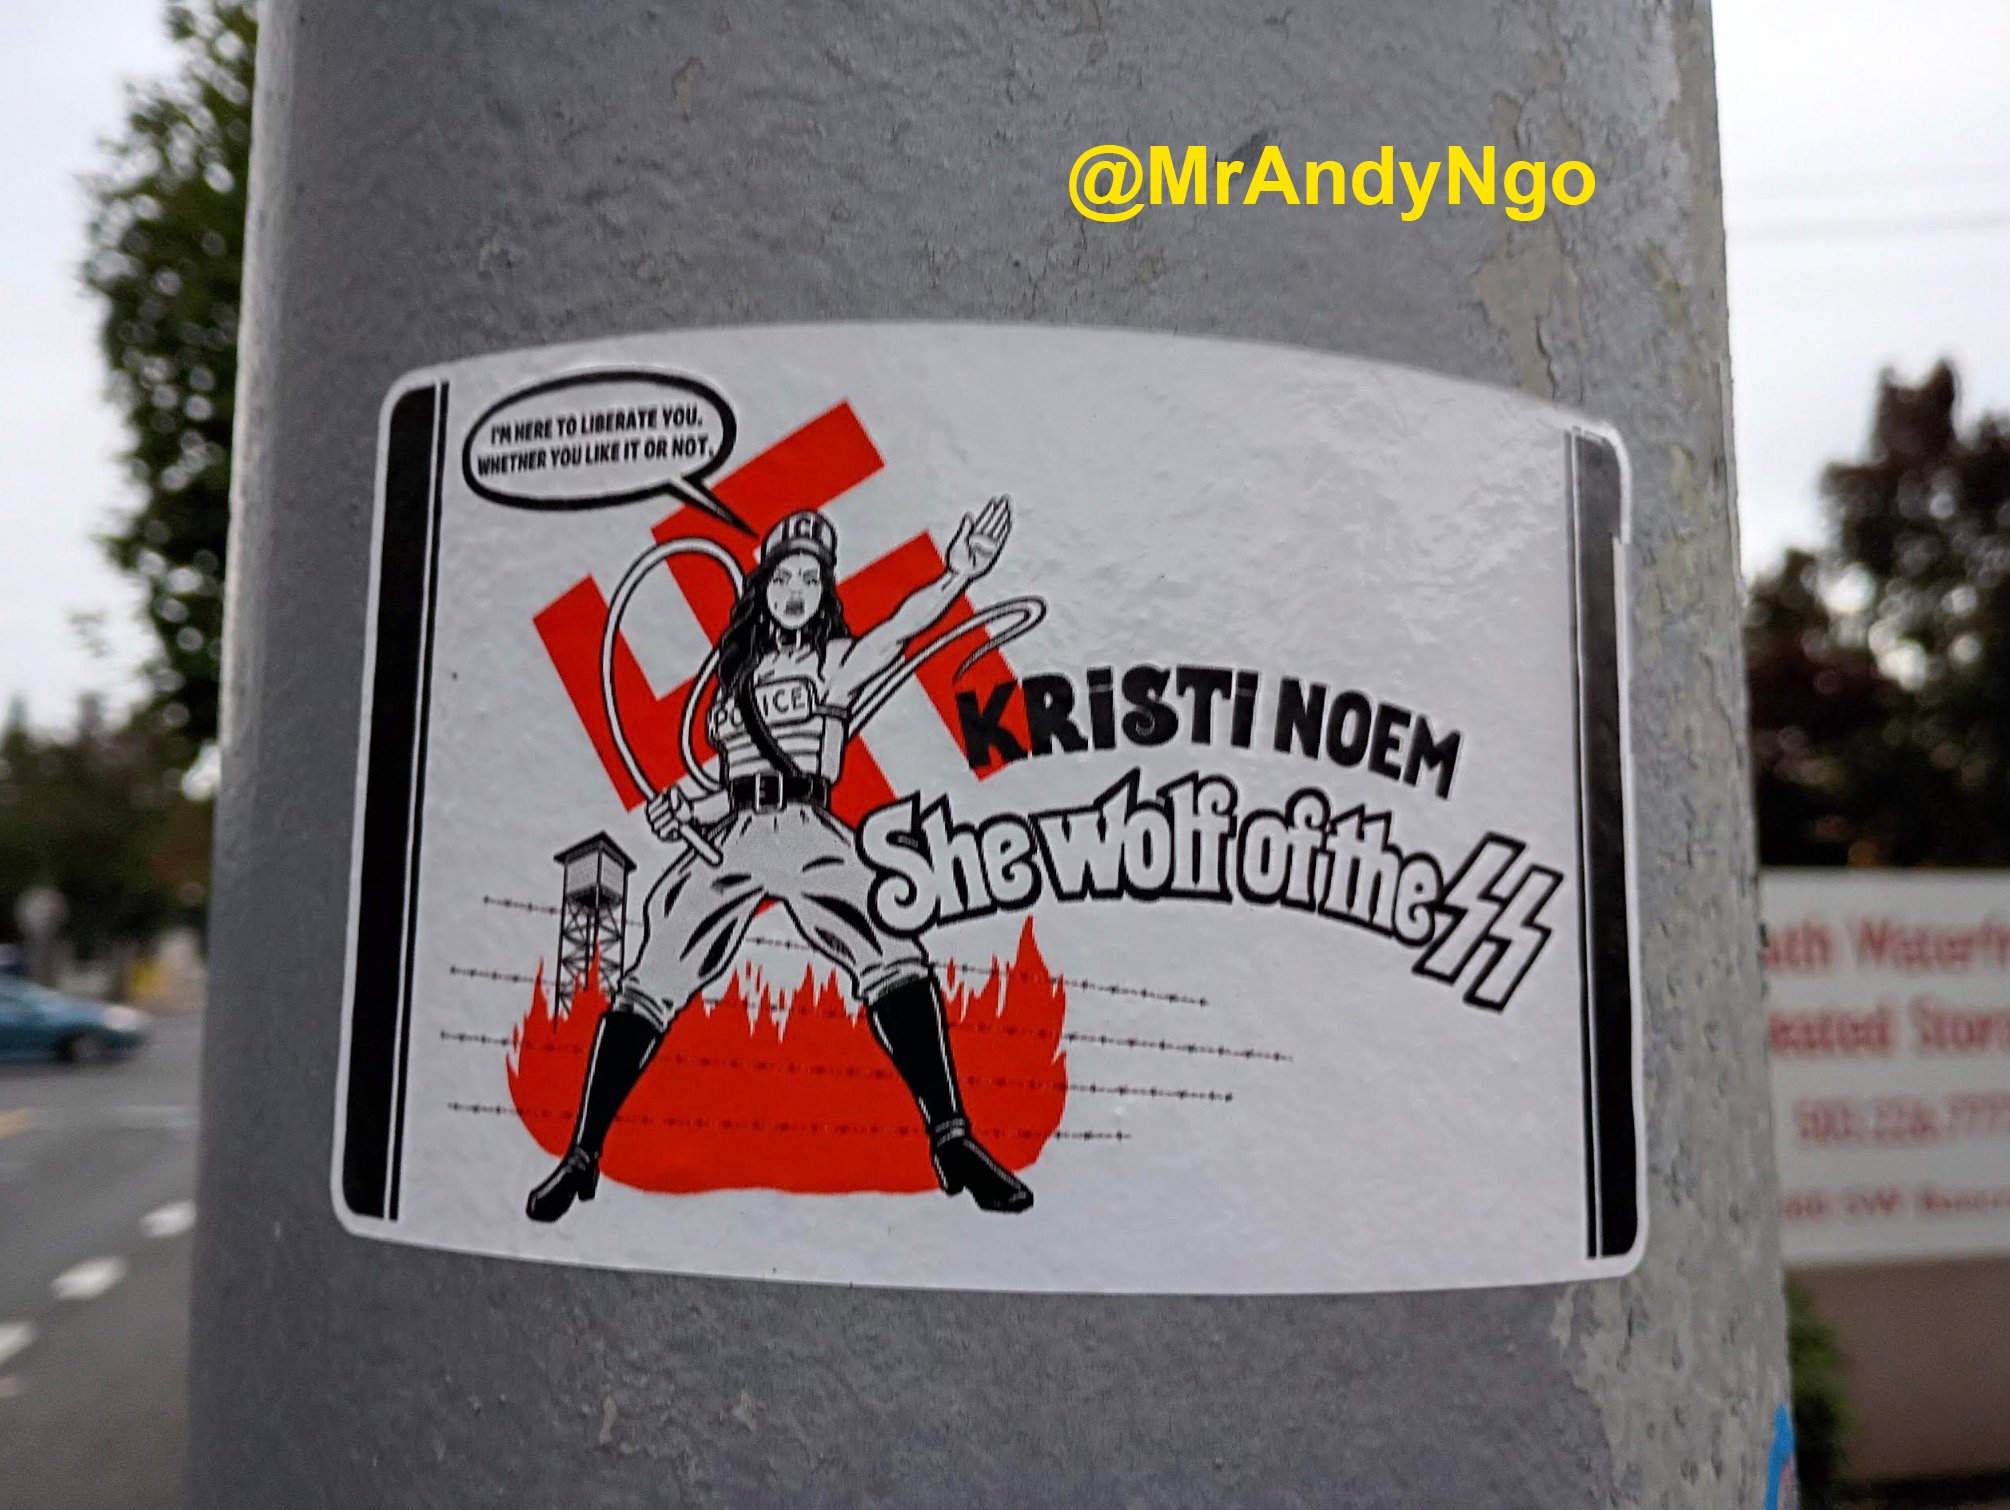 @MrAndyNgo
I'M HERE TO LIBERATE YOU,
WHETHER YOU LIKE IT OR NOT.
ICE
POLICE
KRiSTi NOEM
She wolf of the SS